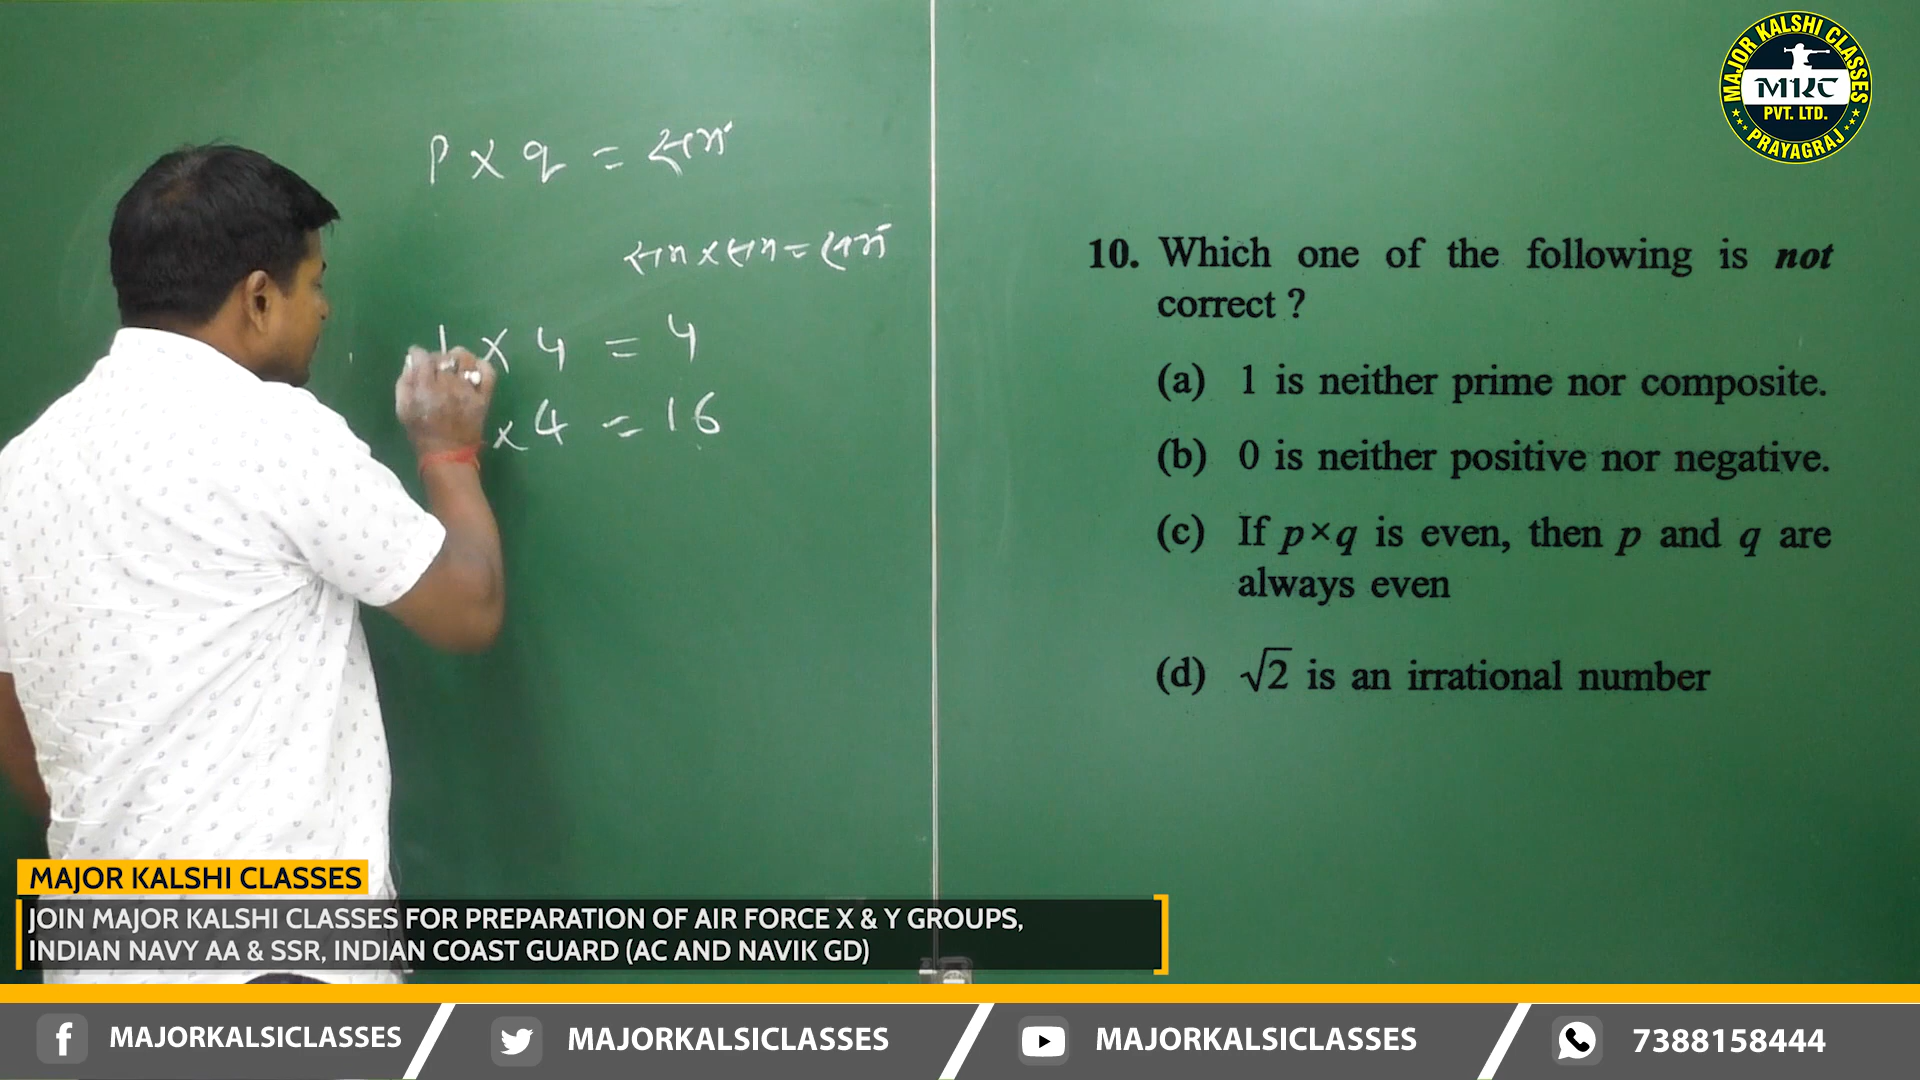 MAJOR KALSHI CLASSES
MKC
PVT. LTD.
PRAYAGRAJ
p x q = सम
सम x सम = सम
1 x 4 = 4
x 4 = 16
10. Which one of the following is not
correct ?
(a) 1 is neither prime nor composite.
(b) 0 is neither positive nor negative.
(c) If p×q is even, then p and q are
always even
(d) √2 is an irrational number
MAJOR KALSHI CLASSES
JOIN MAJOR KALSHI CLASSES FOR PREPARATION OF AIR FORCE X & Y GROUPS,
INDIAN NAVY AA & SSR, INDIAN COAST GUARD (AC AND NAVIK GD)
MAJORKALSICLASSES MAJORKALSICLASSES MAJORKALSICLASSES 7388158444